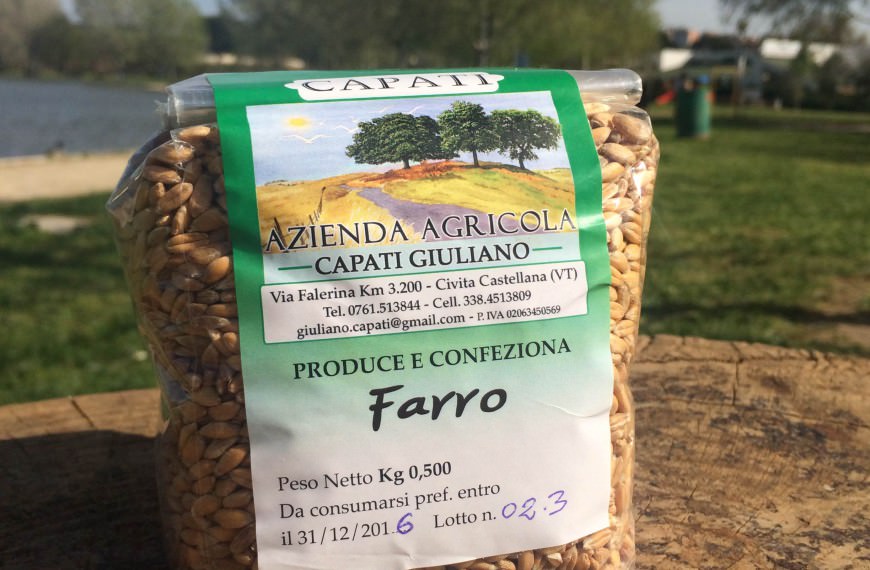 CAPATI
AZIENDA AGRICOLA
CAPATI GIULIANO
Via Falerina Km 3.200 - Civita Castellana (VT)
Tel. 0761.513844 - Cell. 338.4513809
giuliano.capati@gmail.com - P. IVA 02063450569
PRODUCE E CONFEZIONA
Farro
Peso Netto Kg 0,500
Da consumarsi pref. entro
il 31/12/2016 Lotto n. 02.3